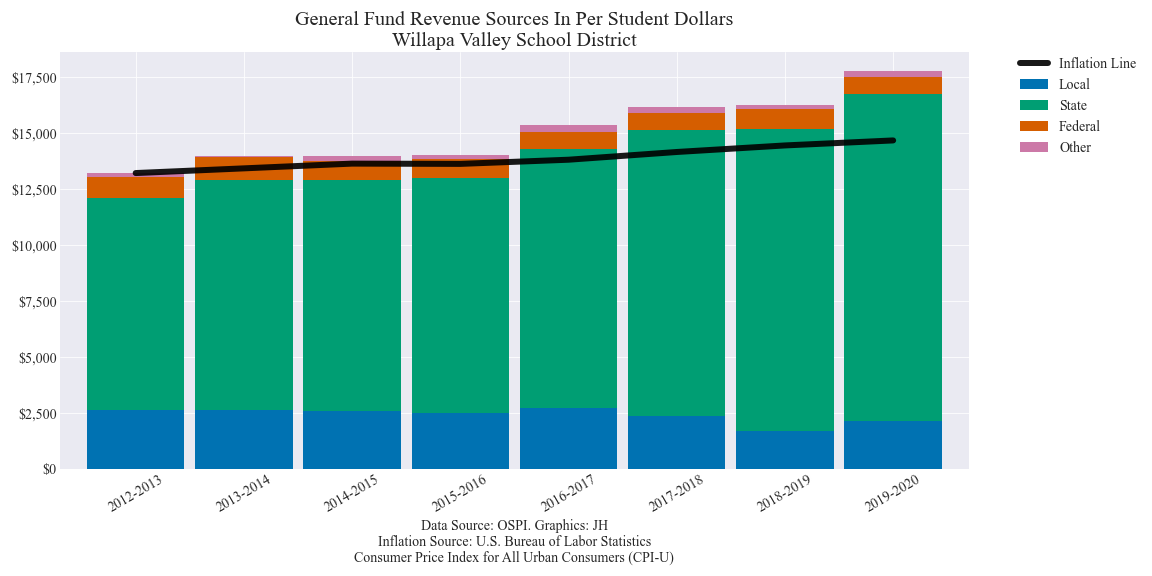 General Fund Revenue Sources In Per Student Dollars
Willapa Valley School District
$17,500
$15,000
$12,500
$10,000
$7,500
$5,000
$2,500
$0
2012-2013
2013-2014
2014-2015
2015-2016
2016-2017
2017-2018
2018-2019
2019-2020
Inflation Line
Local
State
Federal
Other
Data Source: OSPI. Graphics: JH
Inflation Source: U.S. Bureau of Labor Statistics
Consumer Price Index for All Urban Consumers (CPI-U)